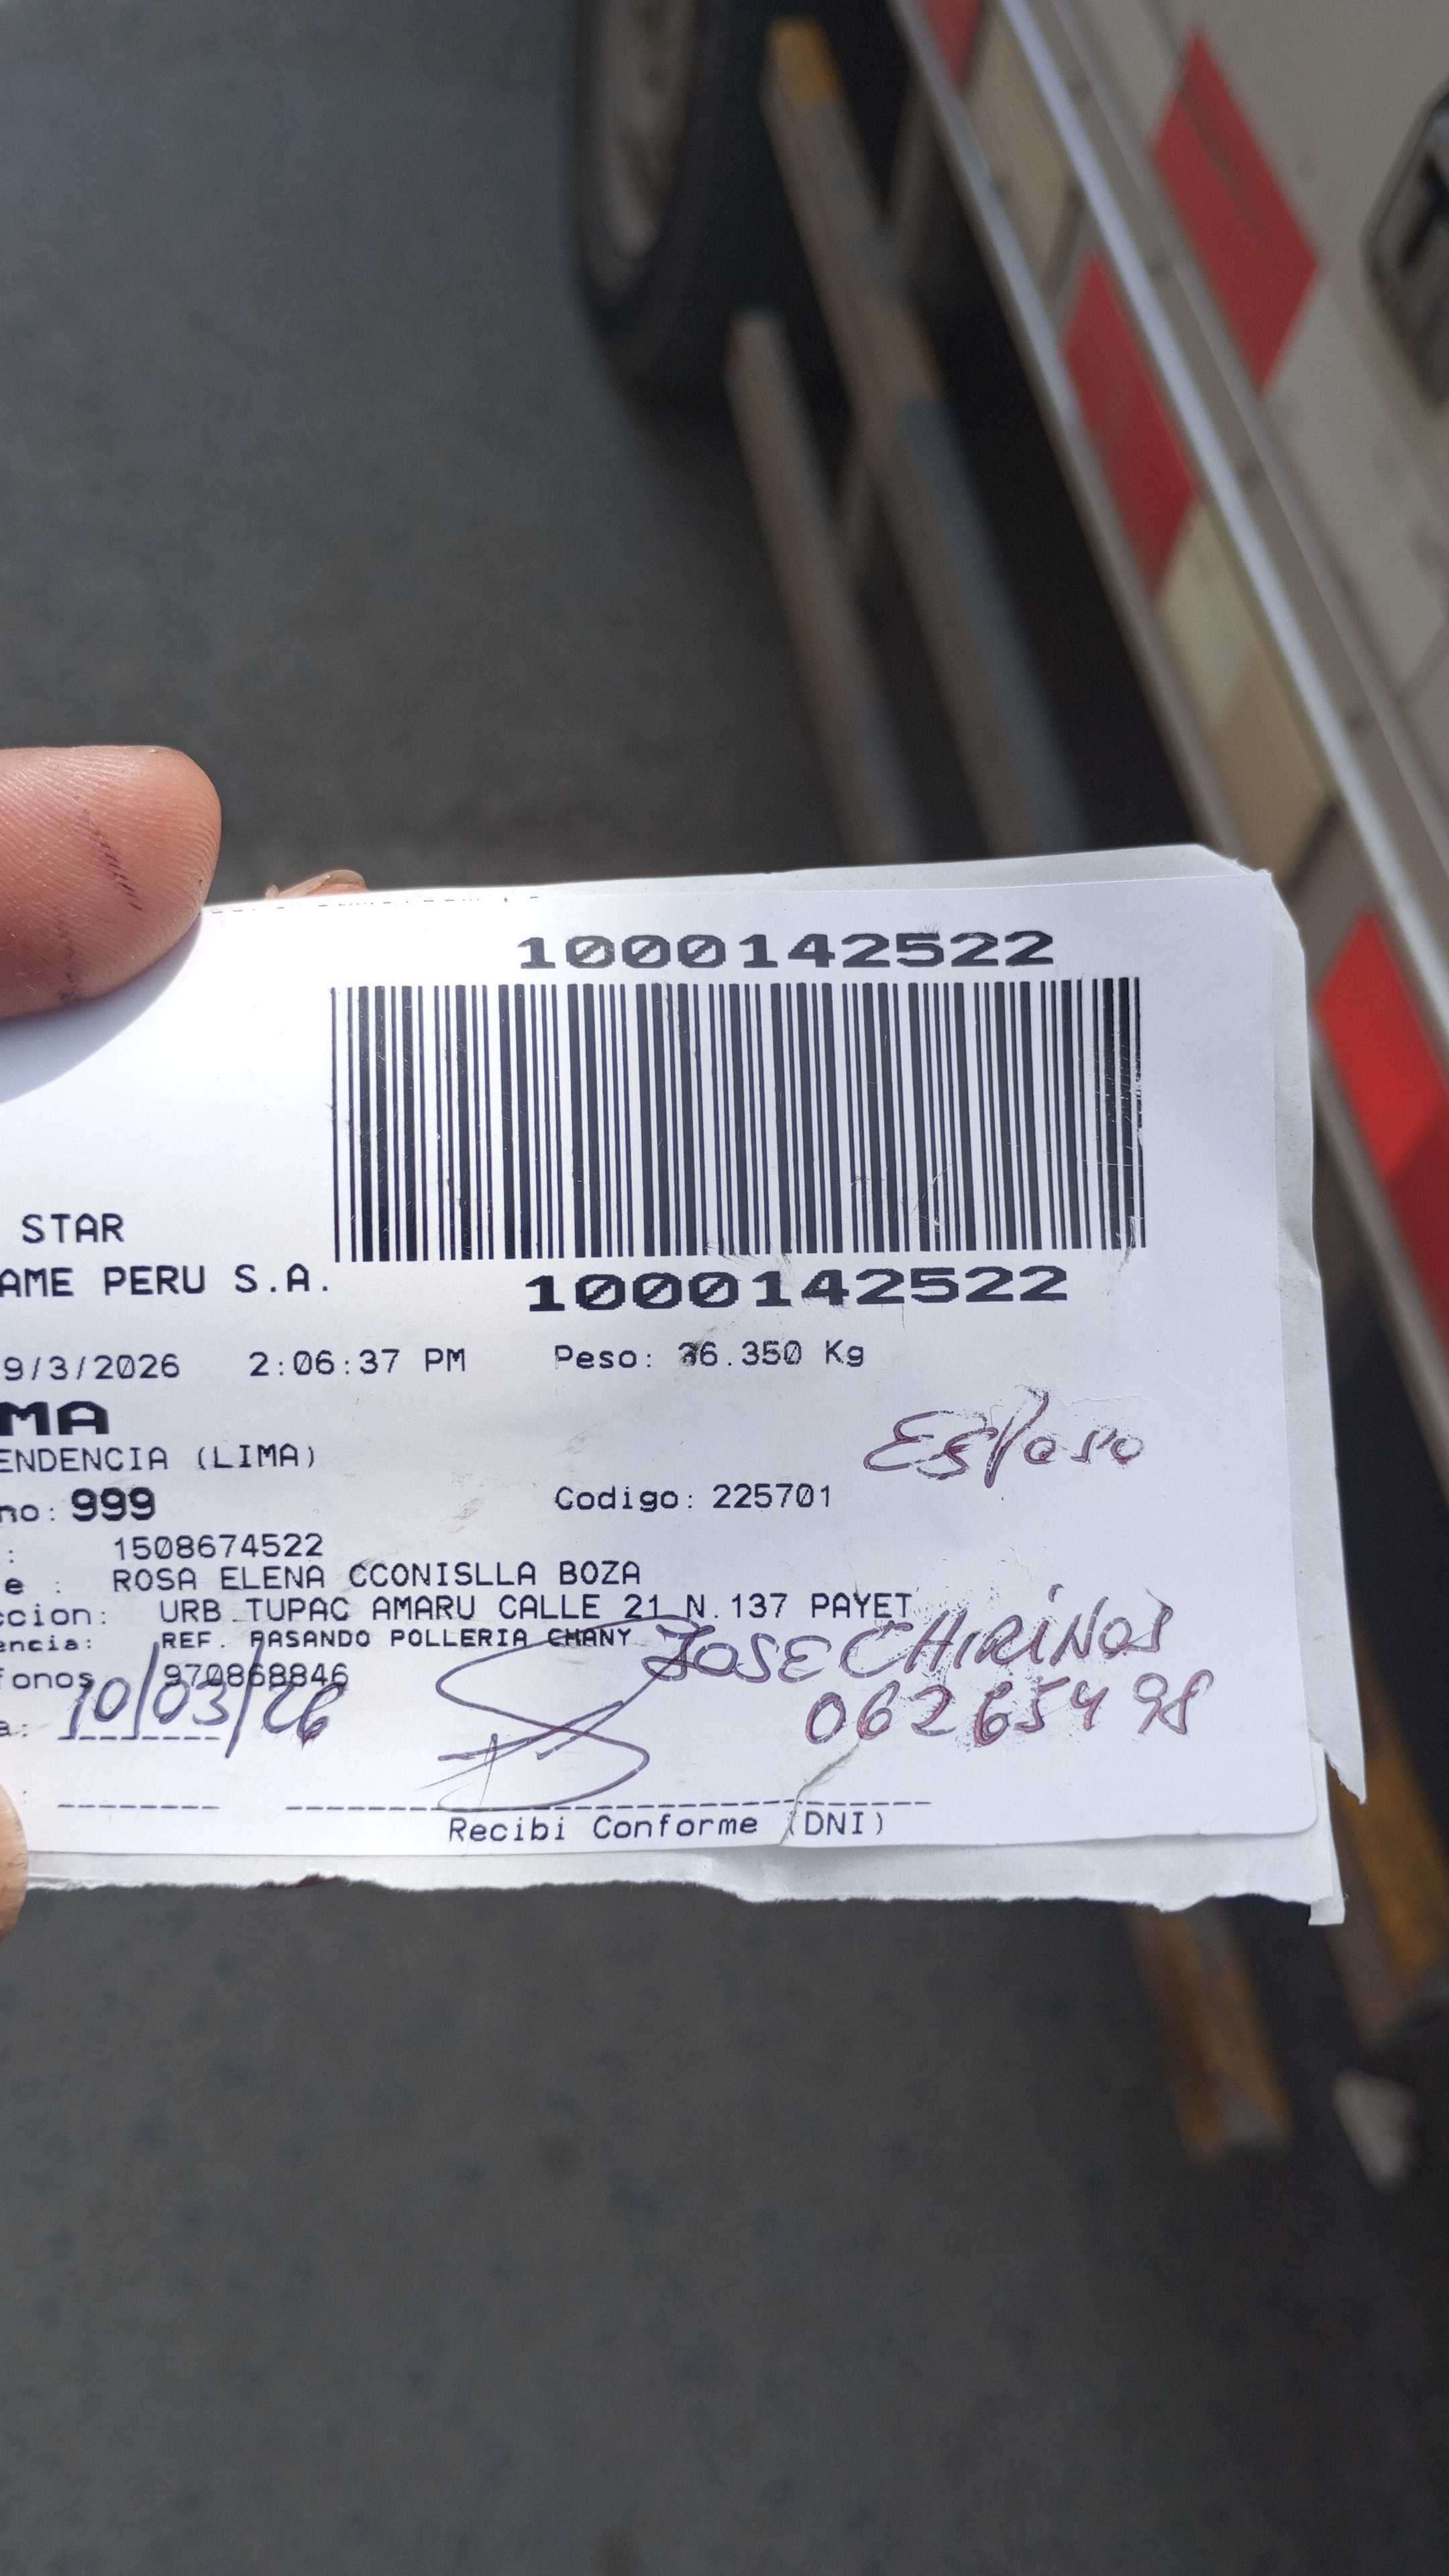 1000142522
STAR
AME PERU S.A.
1000142522
9/3/2026 2:06:37 PM Peso: 36.350 Kg
MA
Esposo
ENDENCIA (LIMA)
no: 999 Codigo: 225701
: 1508674522
e : ROSA ELENA CCONISLLA BOZA
ccion: URB.TUPAC AMARU CALLE 21 N.137 PAYET
encia: REF. PASANDO POLLERIA CHANY
JOSE CHIRINOS
fonos 970868846
a: 10/03/26 06265498
:
Recibi Conforme (DNI)